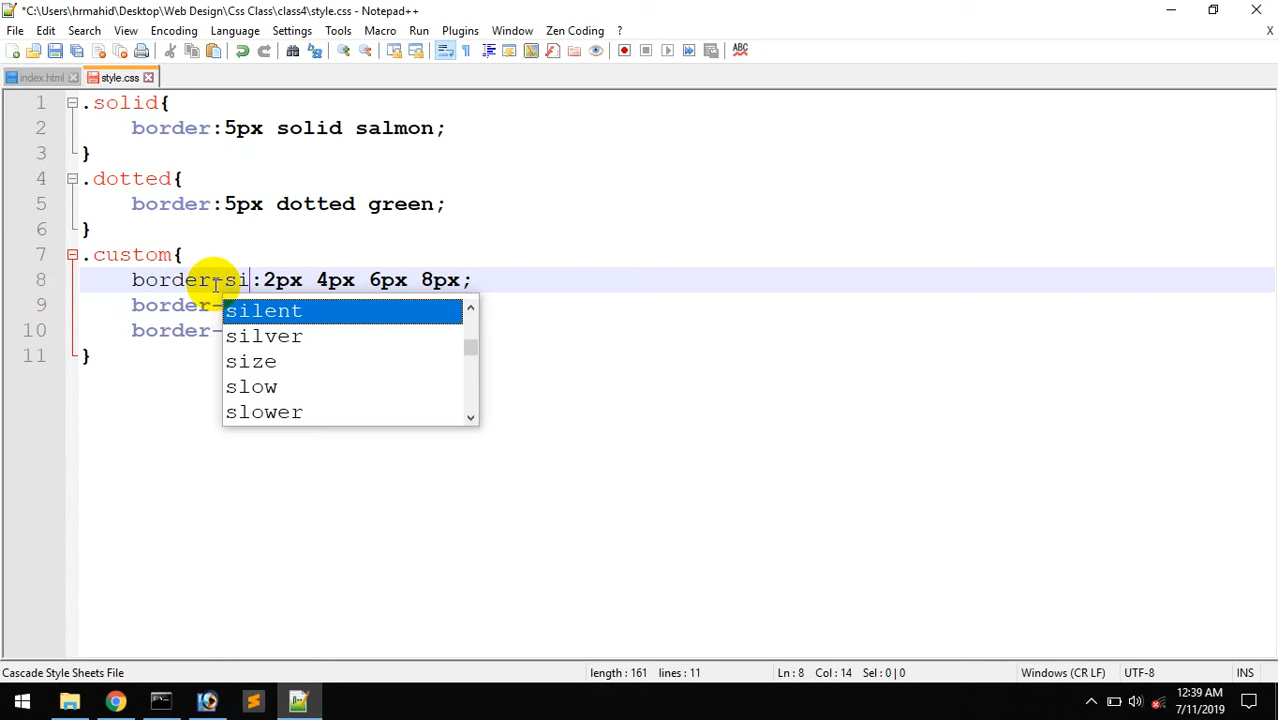 *C:\Users\hrmahid\Desktop\Web Design\Css Class\class4\style.css - Notepad++
File Edit Search View Encoding Language Settings Tools Macro Run Plugins Window Zen Coding ? X
index.html style.css
1 .solid{
2 border:5px solid salmon;
3 }
4 .dotted{
5 border:5px dotted green;
6 }
7 .custom{
8 border-si:2px 4px 6px 8px;
9 border-
10 border-
11 }
silent
silver
size
slow
slower
Cascade Style Sheets File length : 161 lines : 11 Ln : 8 Col : 14 Sel : 0 | 0 Windows (CR LF) UTF-8 INS
12:39 AM
7/11/2019